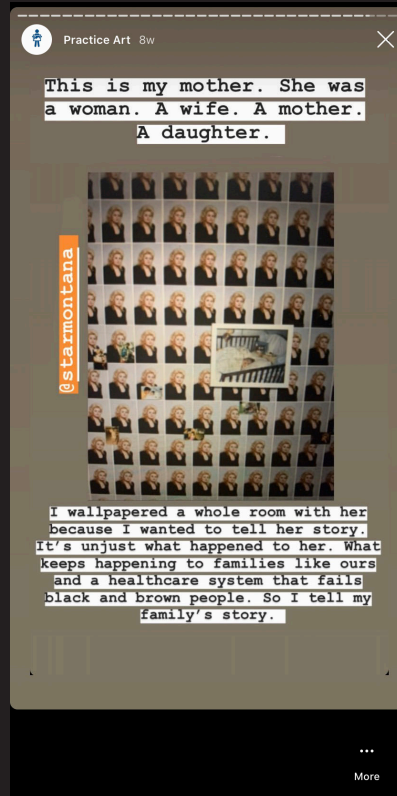 Practice Art 8w
This is my mother. She was
a woman. A wife. A mother.
A daughter.
@starmontana
I wallpapered a whole room with her
because I wanted to tell her story.
It's unjust what happened to her. What
keeps happening to families like ours
and a healthcare system that fails
black and brown people. So I tell my
family's story.
More